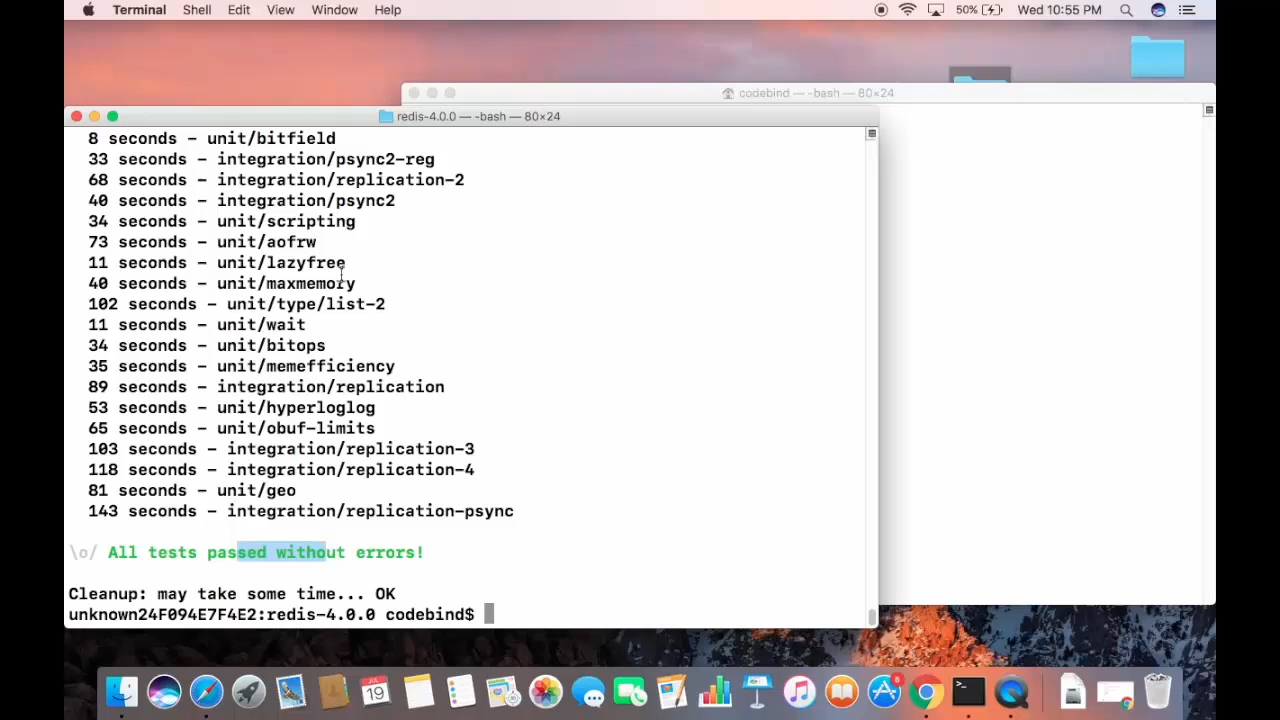 Terminal Shell Edit View Window Help 50% Wed 10:55 PM
codebind — -bash — 80×24
redis-4.0.0 — -bash — 80×24
8 seconds - unit/bitfield
33 seconds - integration/psync2-reg
68 seconds - integration/replication-2
40 seconds - integration/psync2
34 seconds - unit/scripting
73 seconds - unit/aofrw
11 seconds - unit/lazyfree
40 seconds - unit/maxmemory
102 seconds - unit/type/list-2
11 seconds - unit/wait
34 seconds - unit/bitops
35 seconds - unit/memefficiency
89 seconds - integration/replication
53 seconds - unit/hyperloglog
65 seconds - unit/obuf-limits
103 seconds - integration/replication-3
118 seconds - integration/replication-4
81 seconds - unit/geo
143 seconds - integration/replication-psync
\o/ All tests passed without errors!
Cleanup: may take some time... OK
unknown24F094E7F4E2:redis-4.0.0 codebind$
JUL
19
8
>_